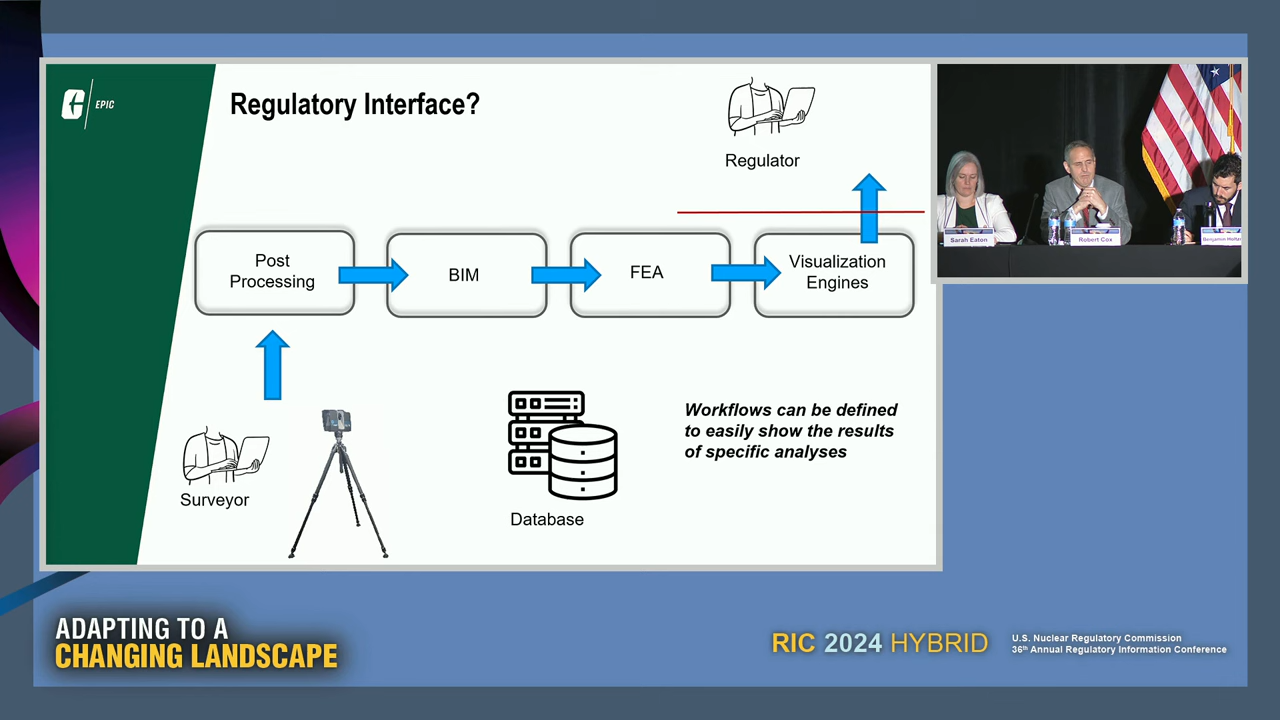 EPIC
Regulatory Interface?
Regulator
Post
Processing
BIM
FEA
Visualization
Engines
Surveyor
Database
Workflows can be defined
to easily show the results
of specific analyses
Sarah Eaton
Robert Cox
Benjamin
ADAPTING TO A
CHANGING LANDSCAPE
RIC 2024 HYBRID
U.S. Nuclear Regulatory Commission
36th Annual Regulatory Information Conference